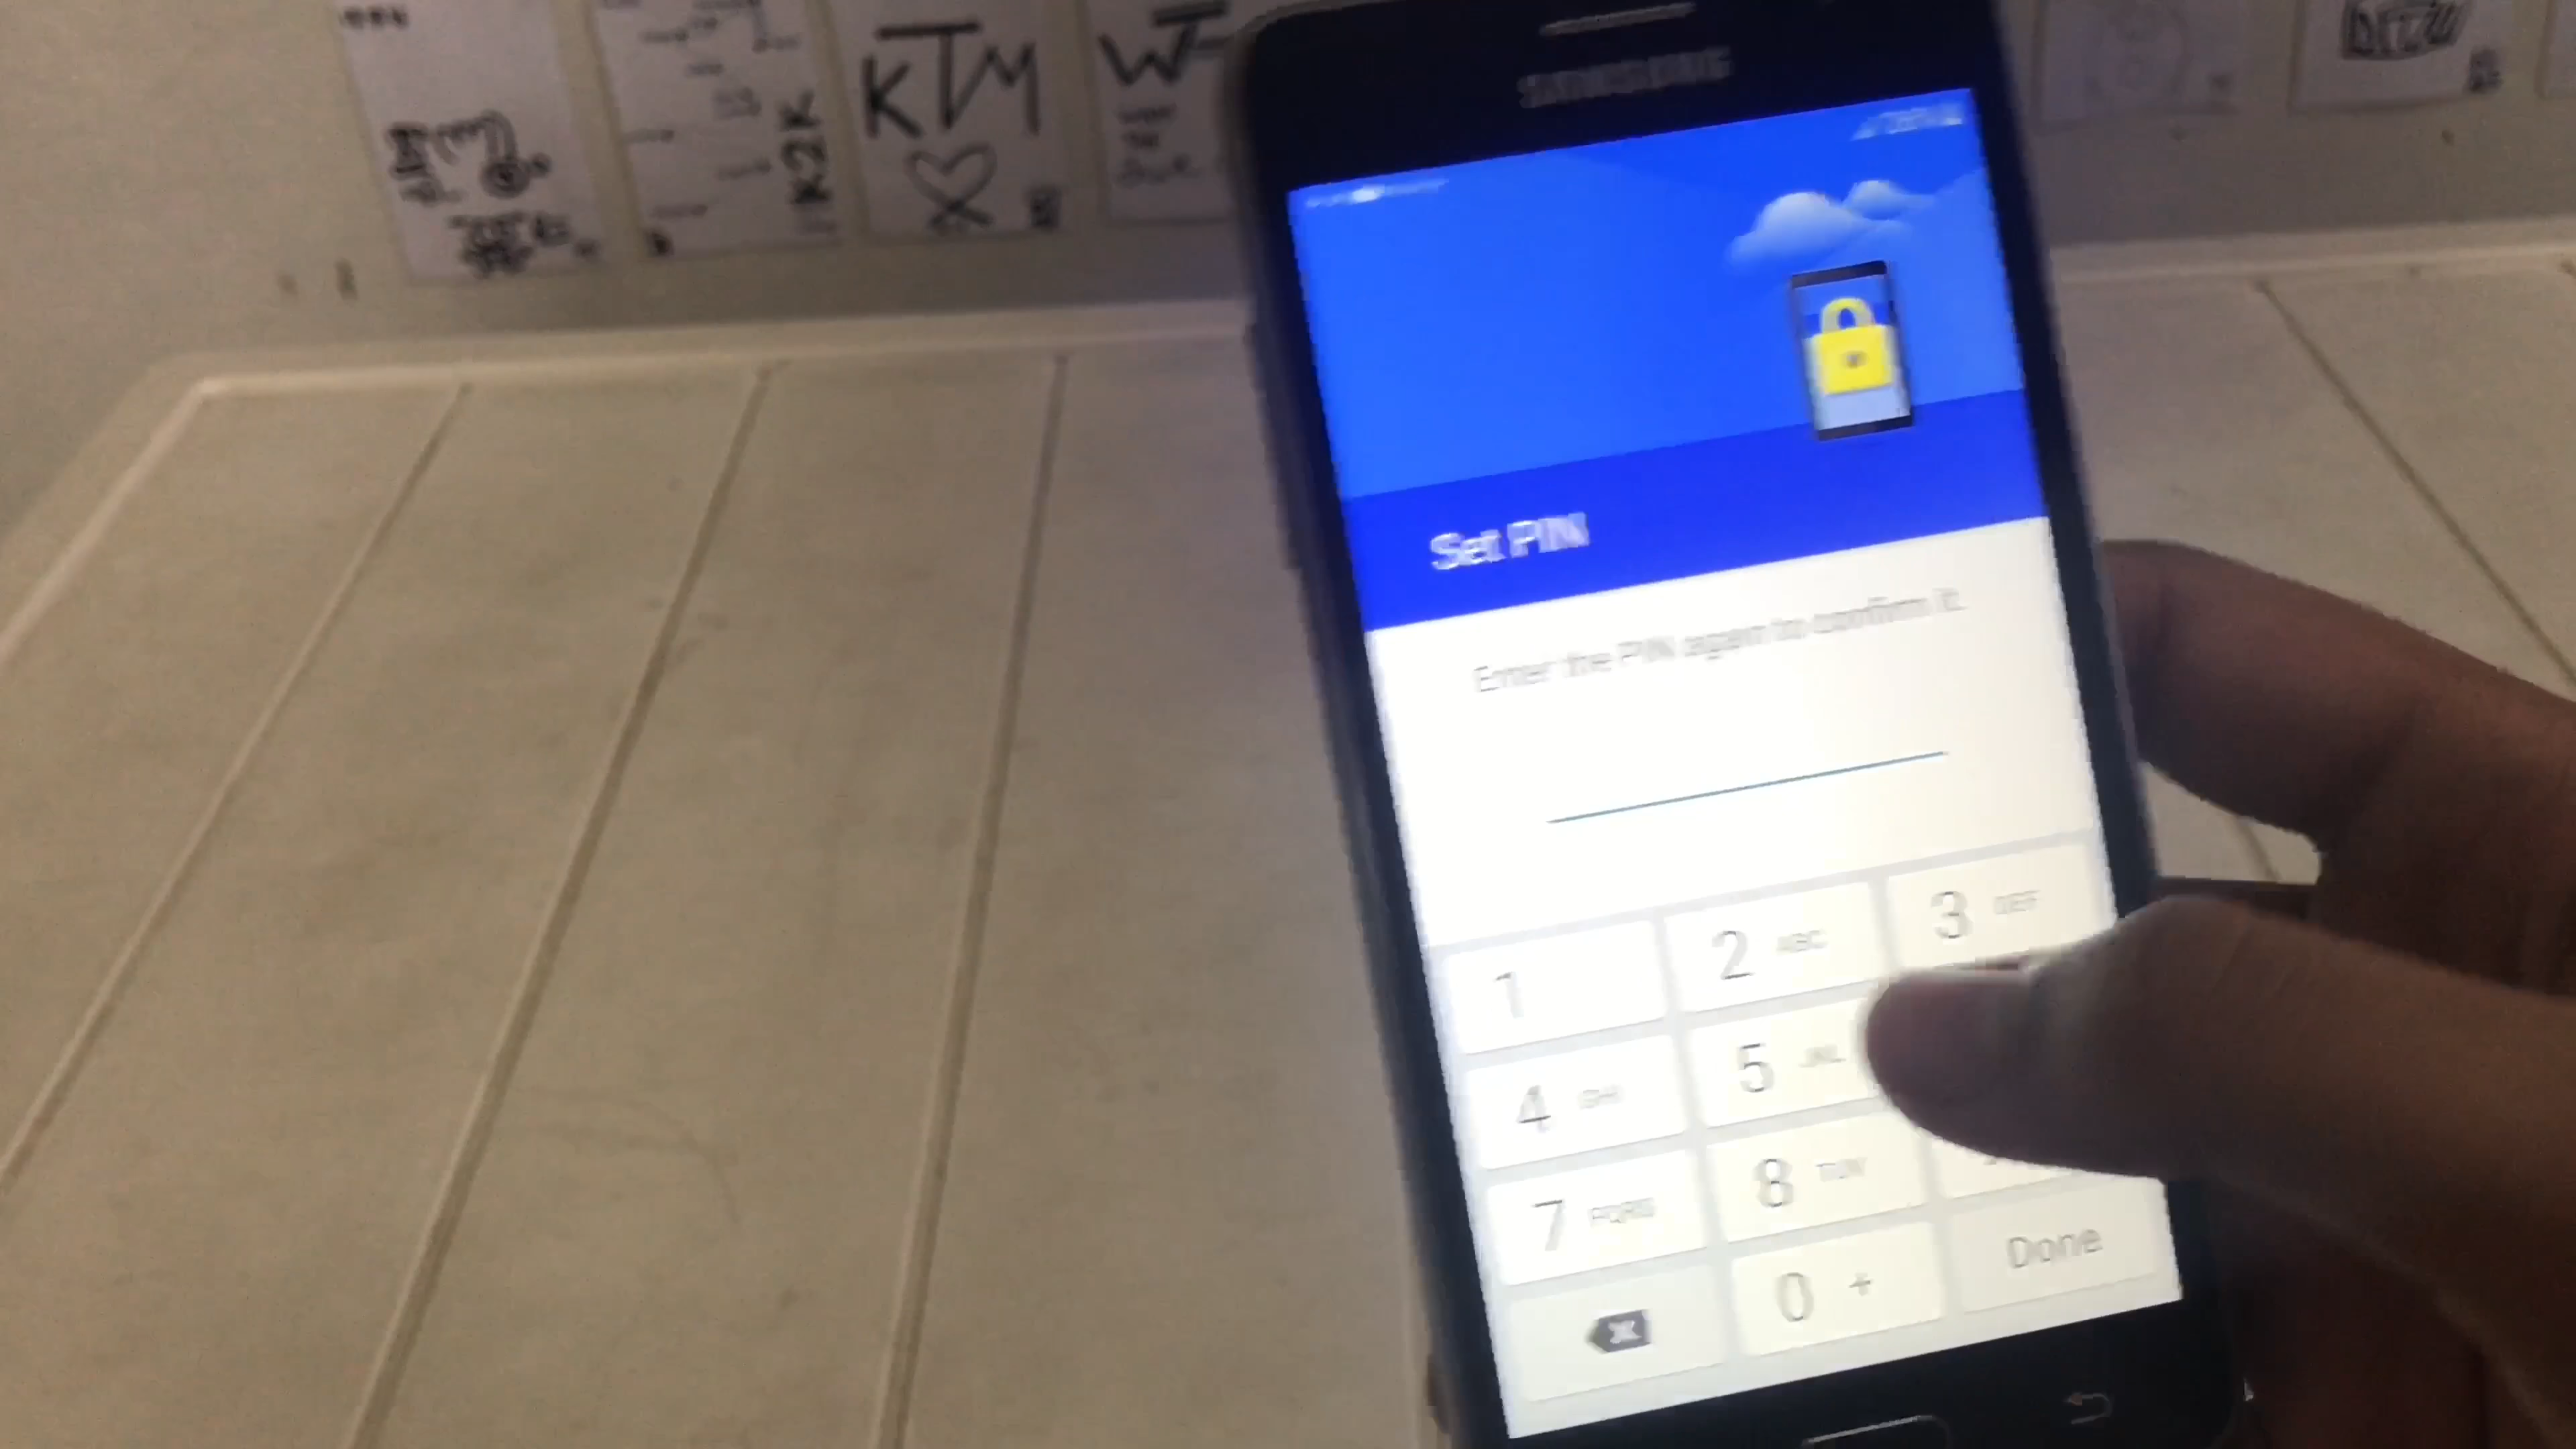 K2K
KTM
SAMSUNG
Set PIN
Enter the PIN again to confirm it.
1
2 ABC
3 DEF
4 GHI
5 JKL
7 PQRS
8 TUV
0 +
Done